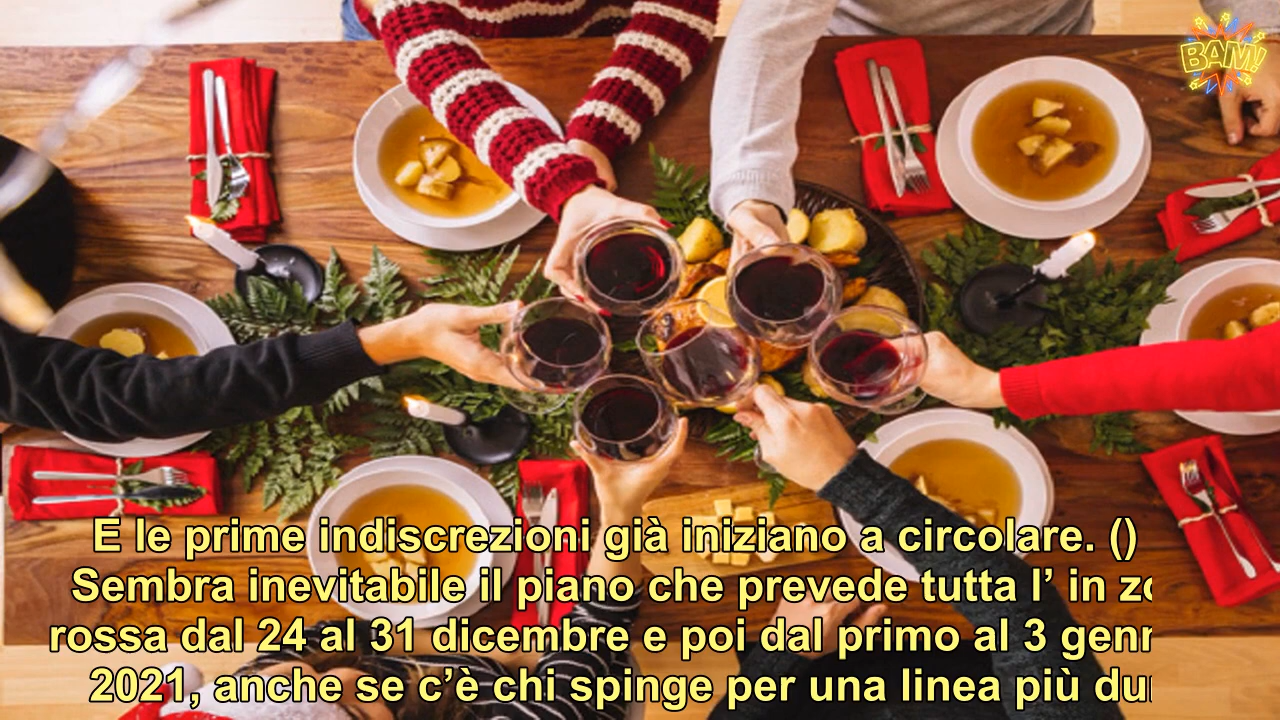 BAM!
E le prime indiscrezioni già iniziano a circolare. ()
Sembra inevitabile il piano che prevede tutta l’ in
rossa dal 24 al 31 dicembre e poi dal primo al 3
2021, anche se c’è chi spinge per una linea più